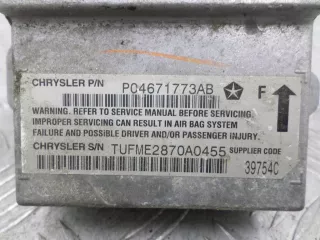 CHRYSLER P/N PC4671773AB F
WARNING. REFER TO SERVICE MANUAL BEFORE SERVICING.
IMPROPER SERVICING CAN RESULT IN AIR BAG SYSTEM
FAILURE AND POSSIBLE DRIVER AND/OR PASSENGER INJURY.
CHRYSLER S/N TUFME2870A0455 SUPPLIER CODE
39754C